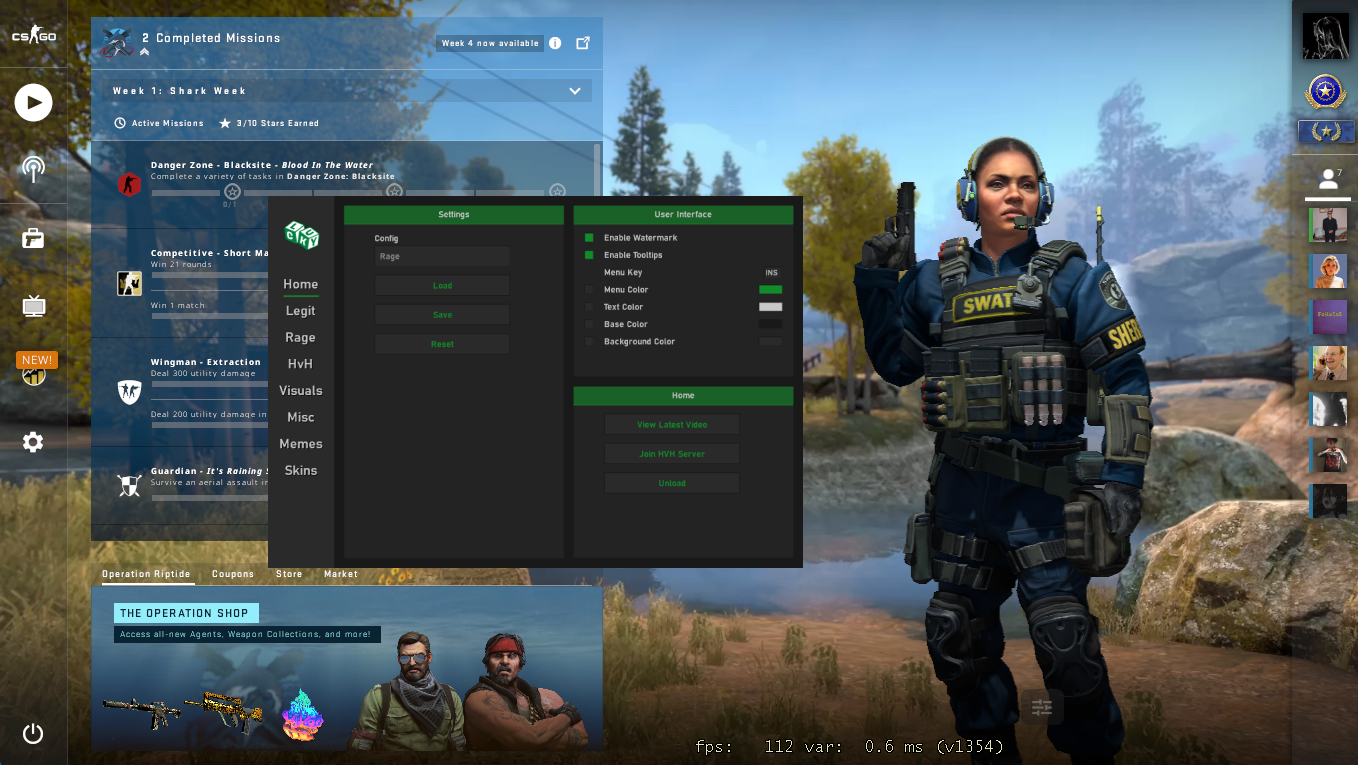 CS GO
2 Completed Missions
Week 4 now available
Week 1: Shark Week
Active Missions
3/10 Stars Earned
Danger Zone - Blacksite - Blood In The Water
Complete a variety of tasks in Danger Zone: Blacksite
0/1
Competitive - Short Ma
Win 21 rounds
Win 1 match
Wingman - Extraction
Deal 300 utility damage
Deal 200 utility damage in
Guardian - It's Raining S
Survive an aerial assault in
NEW!
LUCKY
Home
Legit
Rage
HvH
Visuals
Misc
Memes
Skins
Settings
Config
Rage
Load
Save
Reset
User Interface
Enable Watermark
Enable Tooltips
Menu Key INS
Menu Color
Text Color
Base Color
Background Color
Home
View Latest Video
Join HVH Server
Unload
Operation Riptide
Coupons
Store
Market
THE OPERATION SHOP
Access all-new Agents, Weapon Collections, and more!
SWAT
SHER
7
fps: 112 var: 0.6 ms (v1354)